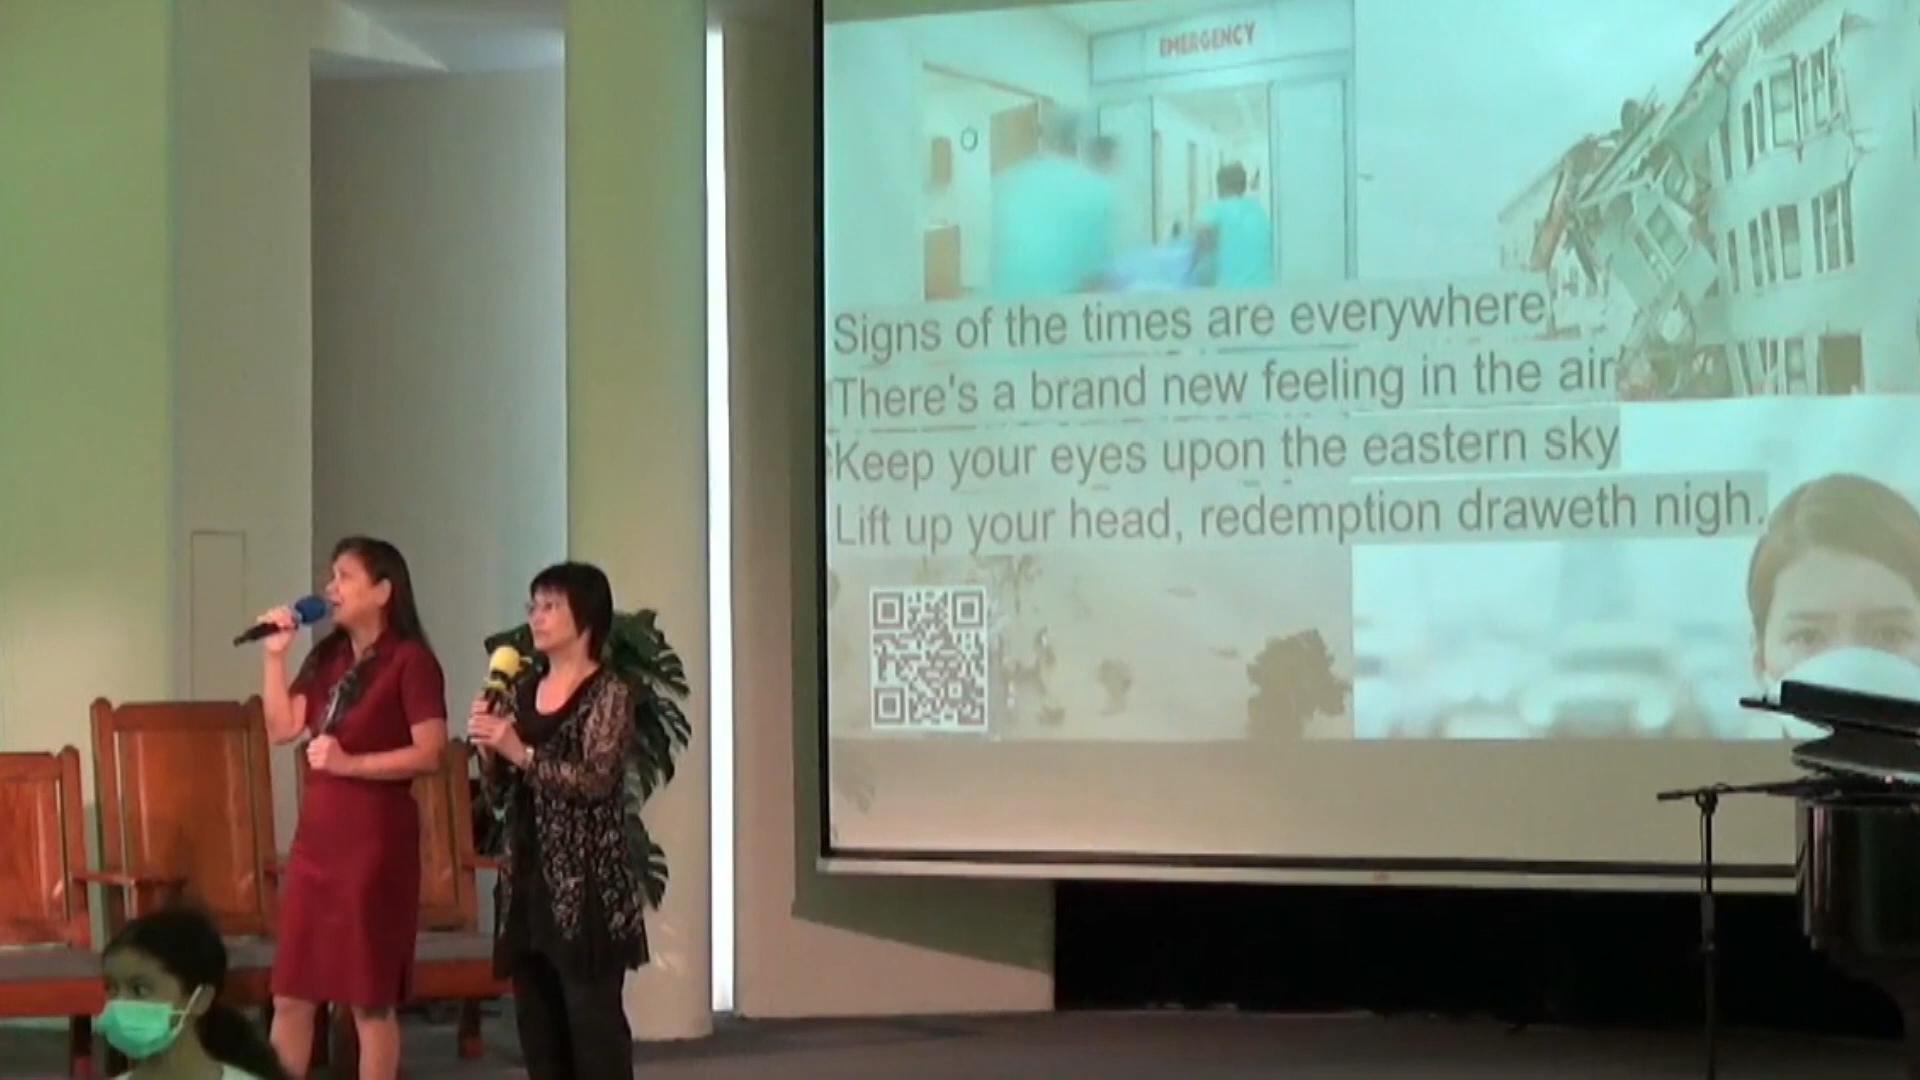 EMERGENCY
Signs of the times are everywhere
There's a brand new feeling in the air
Keep your eyes upon the eastern sky
Lift up your head, redemption draweth nigh.